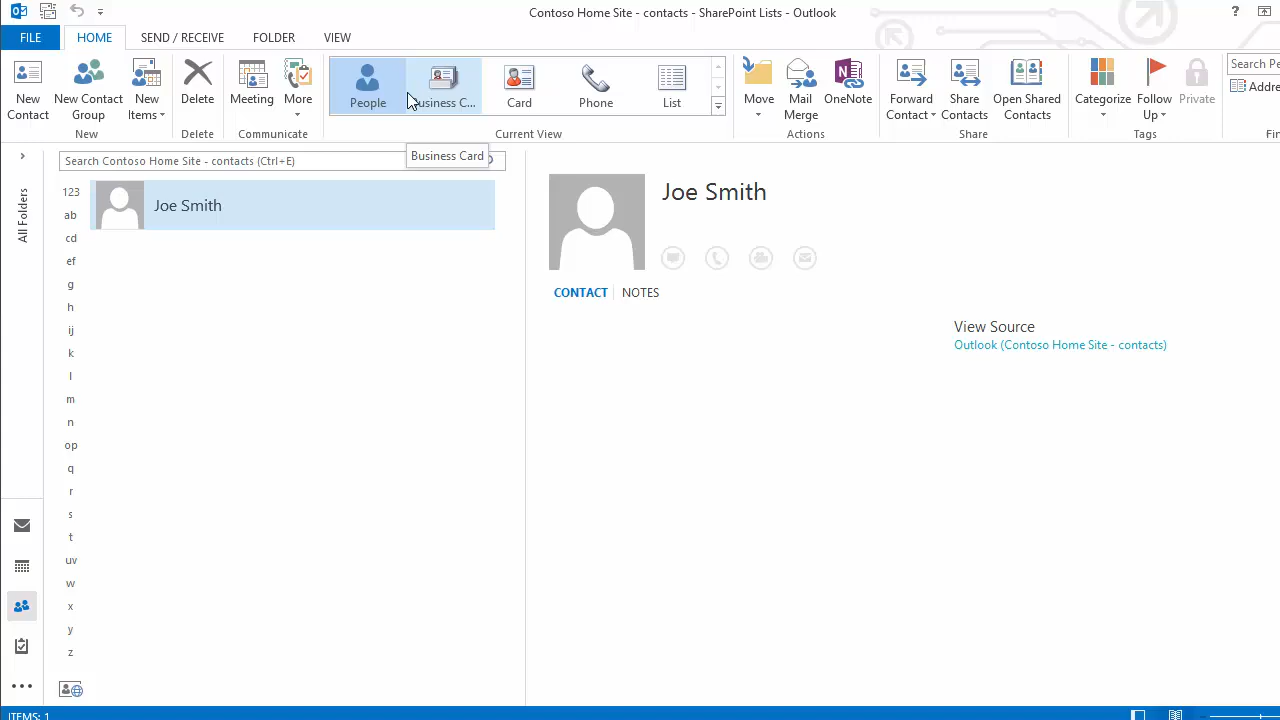 Contoso Home Site - contacts - SharePoint Lists - Outlook
?
FILE HOME SEND / RECEIVE FOLDER VIEW
New Contact
New Contact Group
New Items
New
Delete
Delete
Meeting
More
Communicate
People
usiness C...
Card
Phone
List
Current View
Move
Mail Merge
OneNote
Actions
Forward Contact
Share Contacts
Open Shared Contacts
Share
Categorize
Follow Up
Private
Tags
Search Pe
Addre
Fi
Business Card
Search Contoso Home Site - contacts (Ctrl+E)
All Folders
123
ab
cd
ef
g
h
ij
k
l
m
n
op
q
r
s
t
uv
w
x
y
z
Joe Smith
Joe Smith
CONTACT NOTES
View Source
Outlook (Contoso Home Site - contacts)
ITEMS: 1